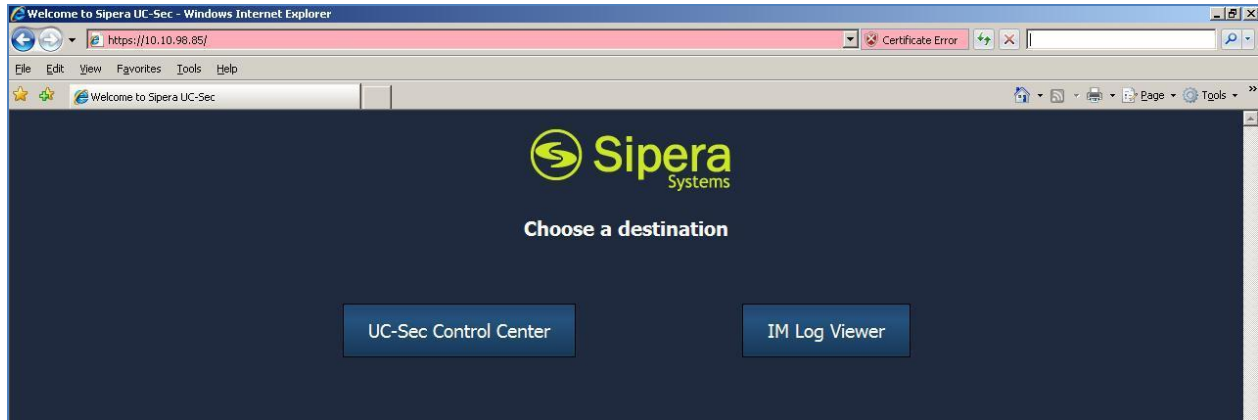 Welcome to Sipera UC-Sec - Windows Internet Explorer
https://10.10.98.85/ Certificate Error
File Edit View Favorites Tools Help
Welcome to Sipera UC-Sec Page Tools »
Sipera
Systems
Choose a destination
UC-Sec Control Center IM Log Viewer